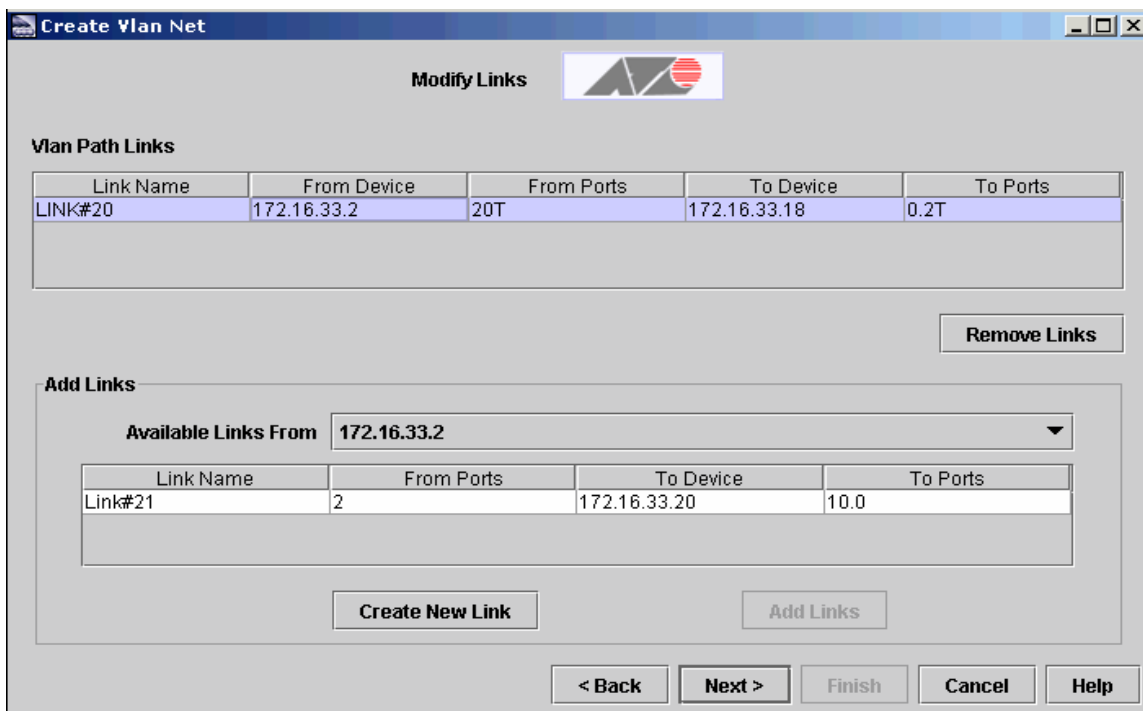 Create Vlan Net
Modify Links
Vlan Path Links
Link Name From Device From Ports To Device To Ports
LINK#20 172.16.33.2 20T 172.16.33.18 0.2T
Remove Links
Add Links
Available Links From 172.16.33.2
Link Name From Ports To Device To Ports
Link#21 2 172.16.33.20 10.0
Create New Link Add Links
< Back Next > Finish Cancel Help